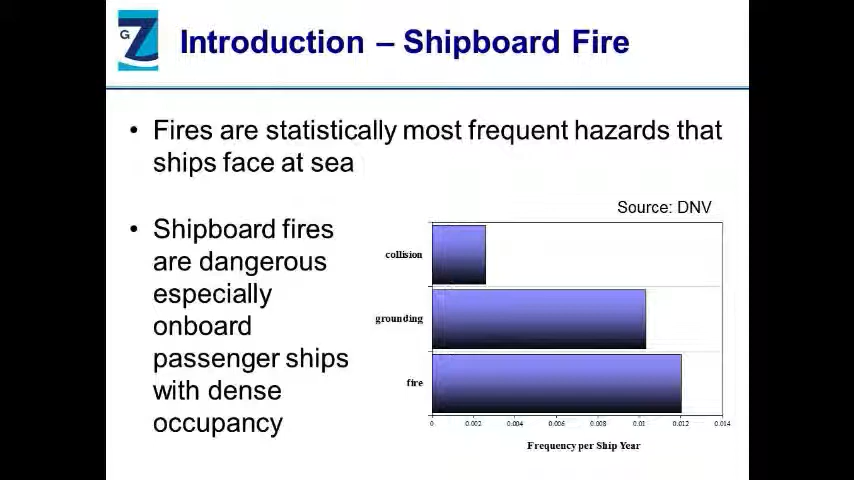 GZ
Introduction – Shipboard Fire
• Fires are statistically most frequent hazards that
ships face at sea
• Shipboard fires
are dangerous
especially
onboard
passenger ships
with dense
occupancy
Source: DNV
collision
grounding
fire
0 0.002 0.004 0.006 0.008 0.01 0.012 0.014
Frequency per Ship Year